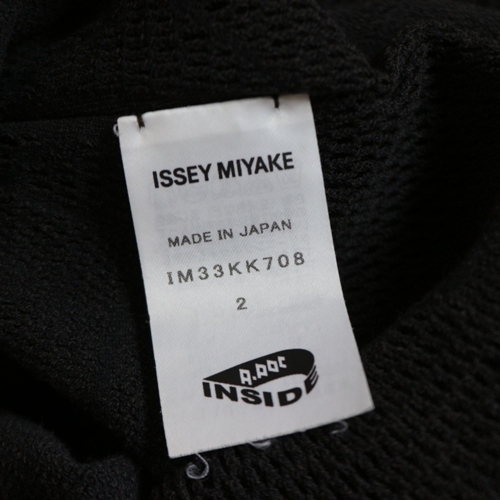 ISSEY MIYAKE
MADE IN JAPAN
IM33KK708
2
A.POC
INSIDE